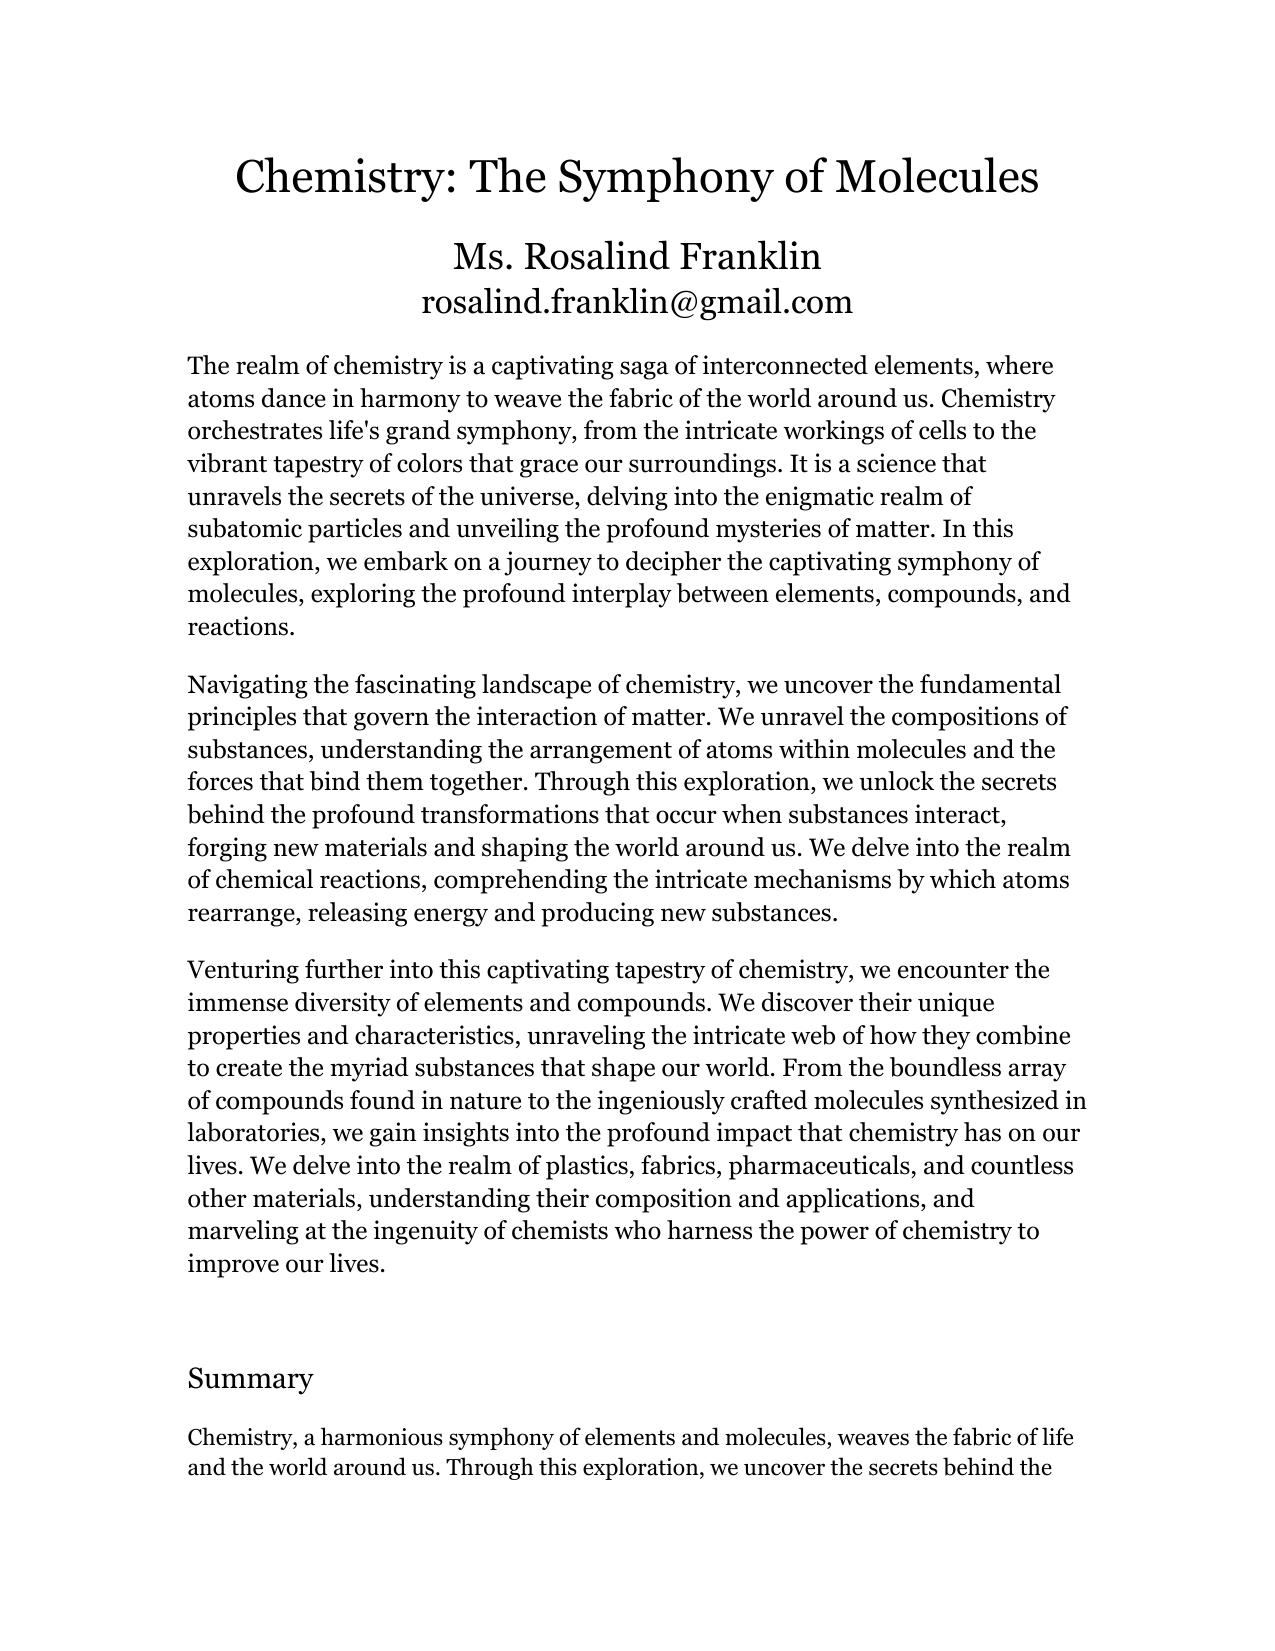 Chemistry: The Symphony of Molecules
Ms. Rosalind Franklin
rosalind.franklin@gmail.com
The realm of chemistry is a captivating saga of interconnected elements, where
atoms dance in harmony to weave the fabric of the world around us. Chemistry
orchestrates life's grand symphony, from the intricate workings of cells to the
vibrant tapestry of colors that grace our surroundings. It is a science that
unravels the secrets of the universe, delving into the enigmatic realm of
subatomic particles and unveiling the profound mysteries of matter. In this
exploration, we embark on a journey to decipher the captivating symphony of
molecules, exploring the profound interplay between elements, compounds, and
reactions.
Navigating the fascinating landscape of chemistry, we uncover the fundamental
principles that govern the interaction of matter. We unravel the compositions of
substances, understanding the arrangement of atoms within molecules and the
forces that bind them together. Through this exploration, we unlock the secrets
behind the profound transformations that occur when substances interact,
forging new materials and shaping the world around us. We delve into the realm
of chemical reactions, comprehending the intricate mechanisms by which atoms
rearrange, releasing energy and producing new substances.
Venturing further into this captivating tapestry of chemistry, we encounter the
immense diversity of elements and compounds. We discover their unique
properties and characteristics, unraveling the intricate web of how they combine
to create the myriad substances that shape our world. From the boundless array
of compounds found in nature to the ingeniously crafted molecules synthesized in
laboratories, we gain insights into the profound impact that chemistry has on our
lives. We delve into the realm of plastics, fabrics, pharmaceuticals, and countless
other materials, understanding their composition and applications, and
marveling at the ingenuity of chemists who harness the power of chemistry to
improve our lives.
Summary
Chemistry, a harmonious symphony of elements and molecules, weaves the fabric of life
and the world around us. Through this exploration, we uncover the secrets behind the